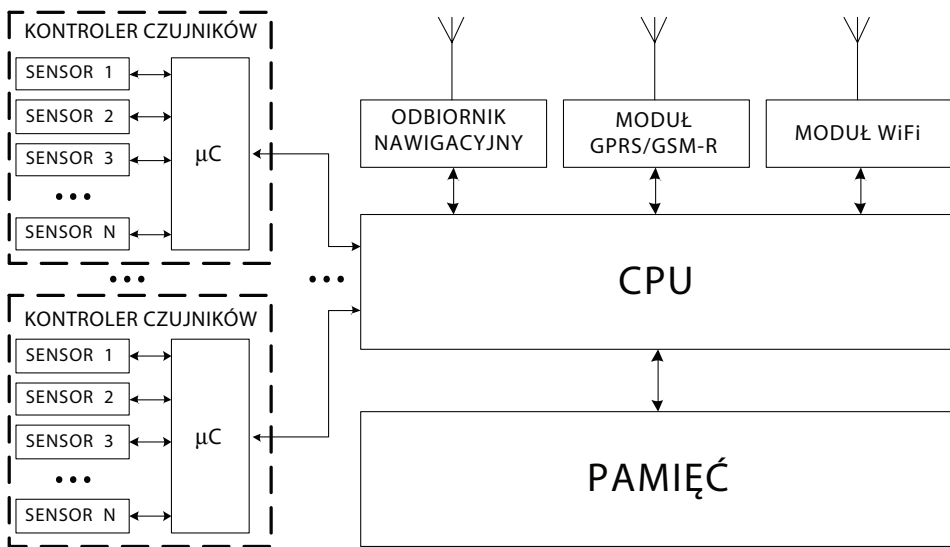 KONTROLER CZUJNIKÓW
SENSOR 1
SENSOR 2
SENSOR 3
•••
SENSOR N
μC
•••
KONTROLER CZUJNIKÓW
SENSOR 1
SENSOR 2
SENSOR 3
•••
SENSOR N
μC
•••
ODBIORNIK
NAWIGACYJNY
MODUŁ
GPRS/GSM-R
MODUŁ WiFi
CPU
PAMIĘĆ